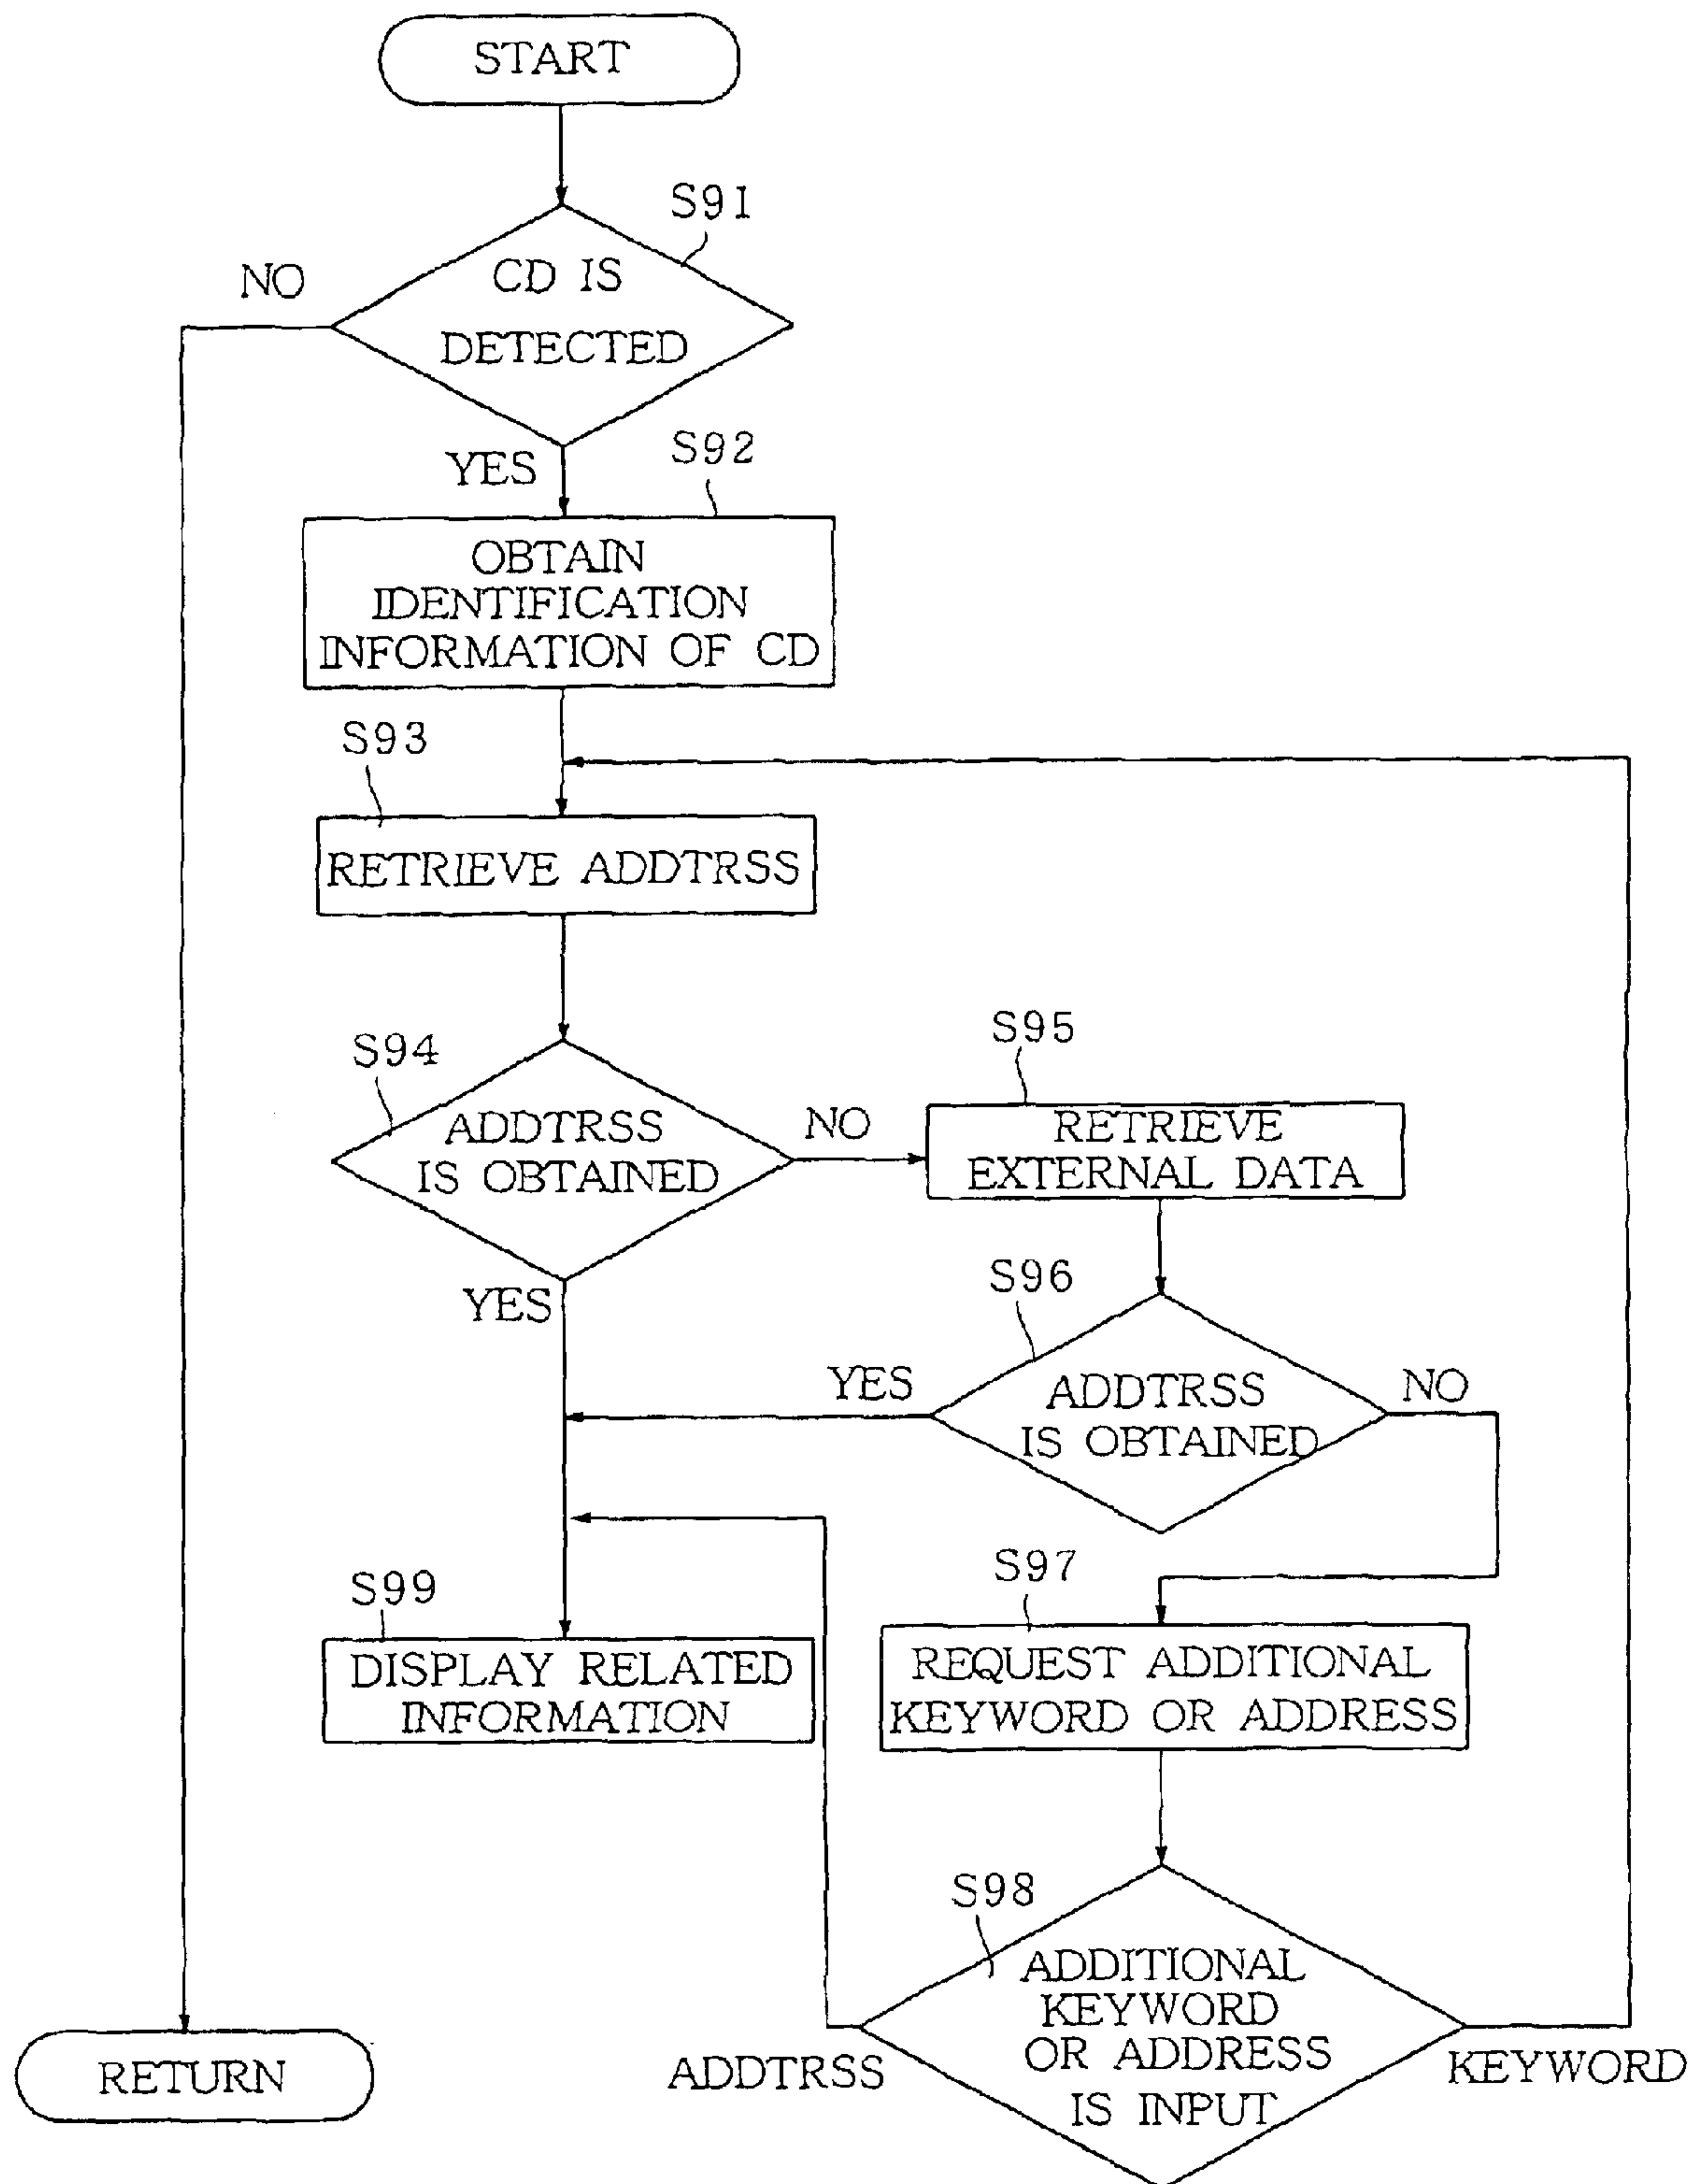 START
S91
NO
CD IS
DETECTED
YES
S92
OBTAIN
IDENTIFICATION
INFORMATION OF CD
S93
RETRIEVE ADDTRSS
S94
ADDTRSS
IS OBTAINED
NO
S95
RETRIEVE
EXTERNAL DATA
YES
S96
YES
ADDTRSS
IS OBTAINED
NO
S97
REQUEST ADDITIONAL
KEYWORD OR ADDRESS
S99
DISPLAY RELATED
INFORMATION
S98
ADDITIONAL
KEYWORD
OR ADDRESS
IS INPUT
ADDTRSS
KEYWORD
RETURN